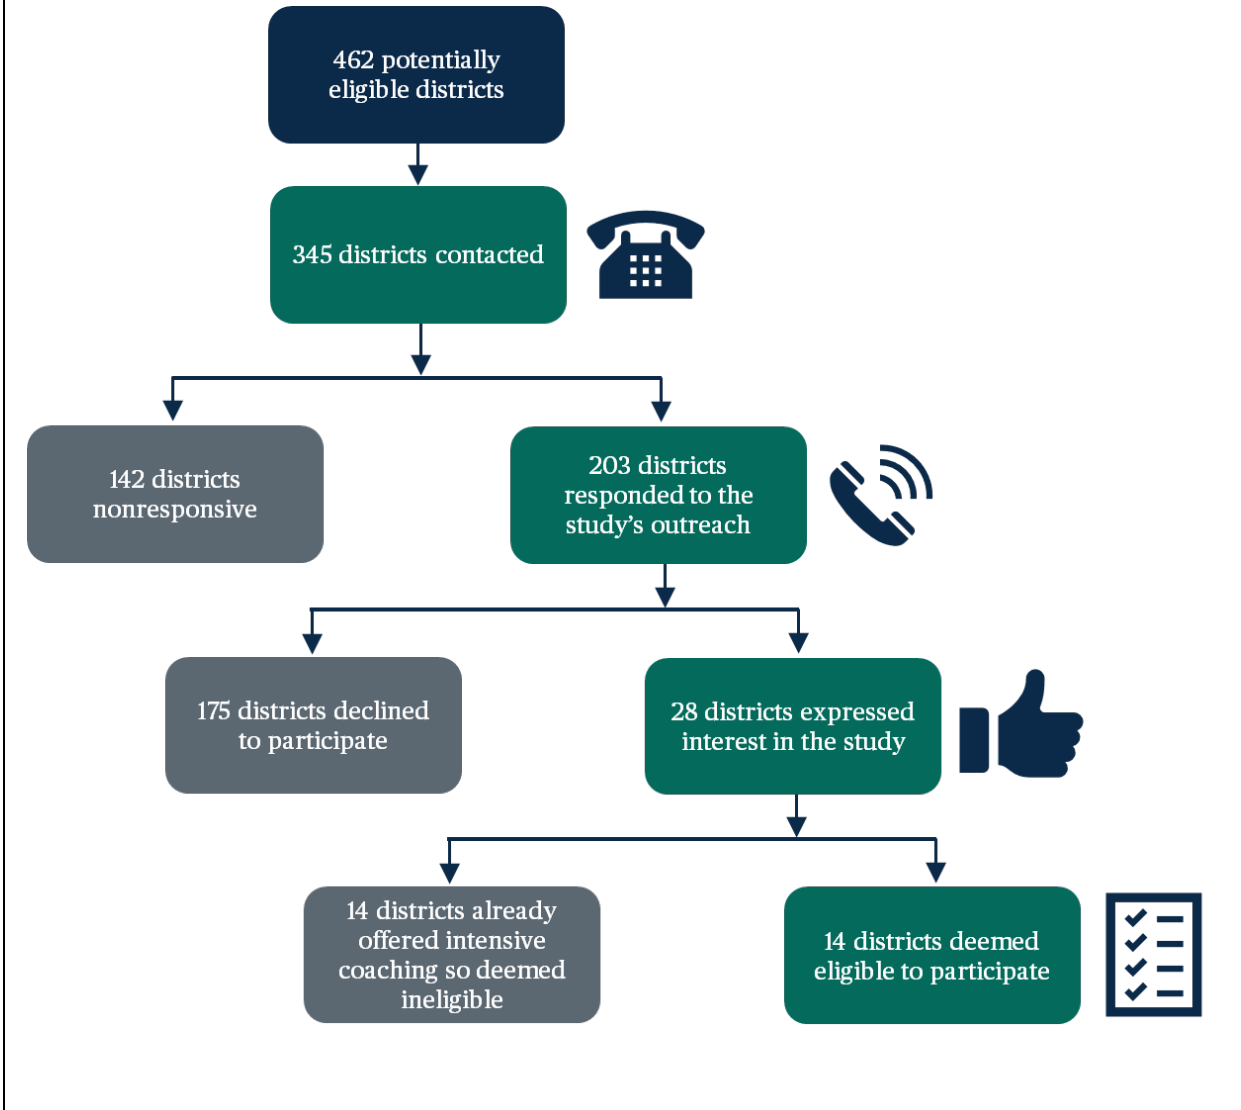 462 potentially
eligible districts
345 districts contacted
142 districts
nonresponsive
203 districts
responded to the
study’s outreach
175 districts declined
to participate
28 districts expressed
interest in the study
14 districts already
offered intensive
coaching so deemed
ineligible
14 districts deemed
eligible to participate